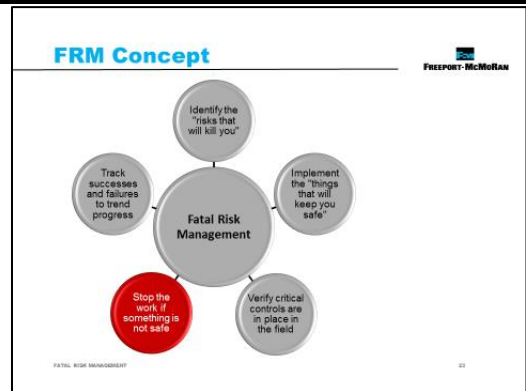 FRM Concept
FCX
FREEPORT-McMoRAN
Identify the
"risks that
will kill you"
Track
successes
and failures
to trend
progress
Implement
the "things
that will
keep you
safe"
Fatal Risk
Management
Stop the
work if
something is
not safe
Verify critical
controls are
in place in
the field
FATAL RISK MANAGEMENT
23